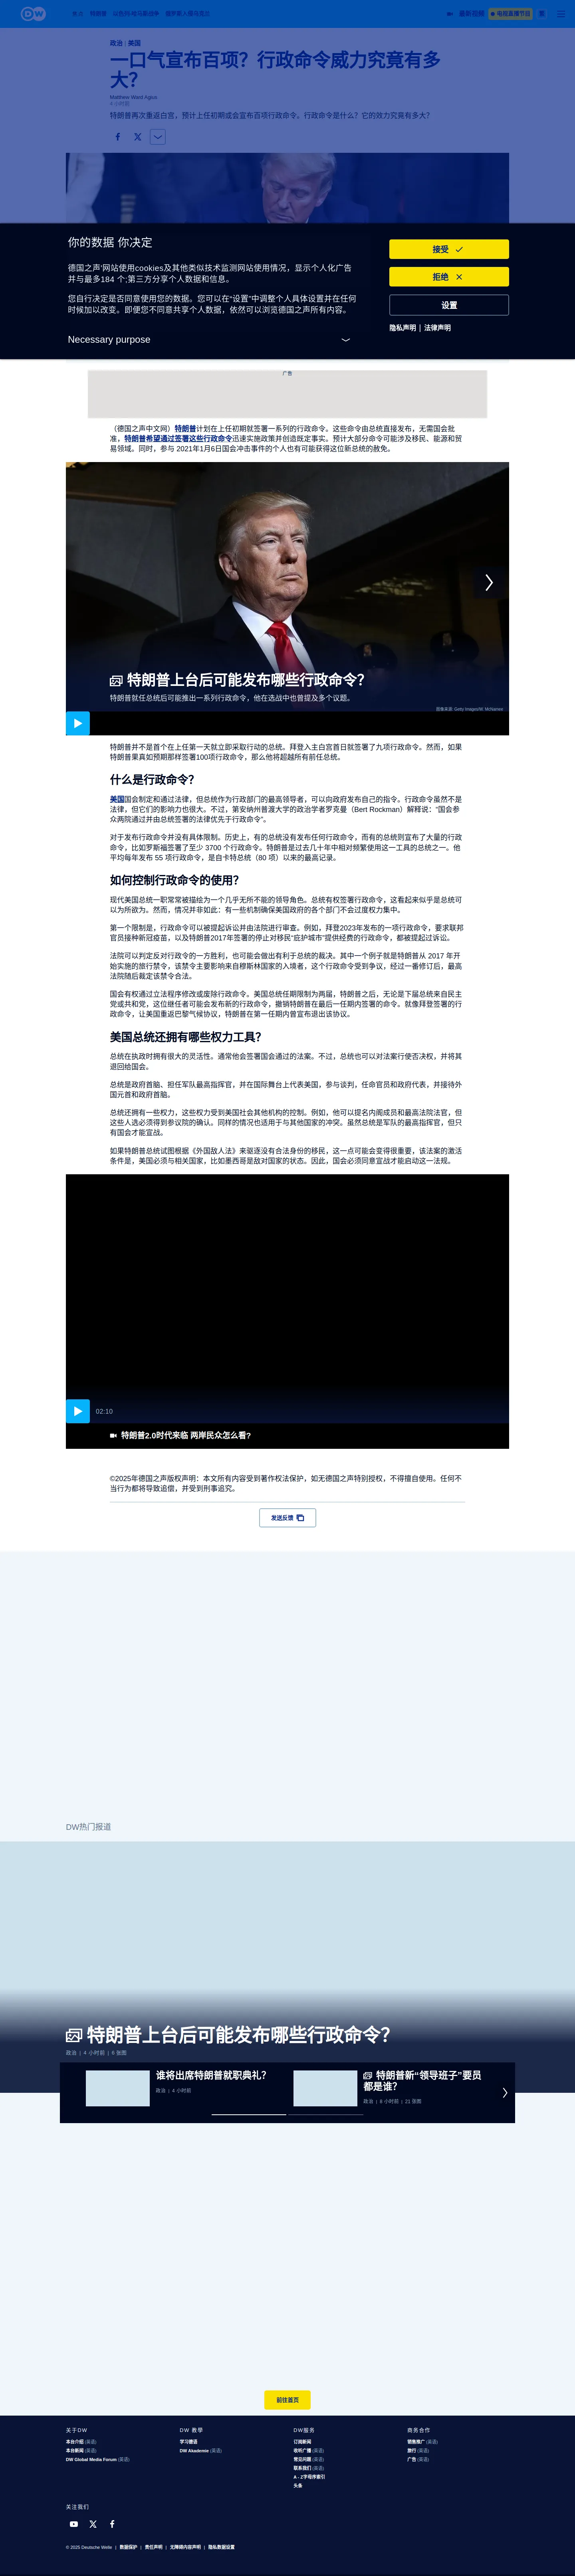 DW
焦点
特朗普
以色列-哈马斯战争
俄罗斯入侵乌克兰
最新视频
电视直播节目
政治 | 美国
一口气宣布百项？行政命令威力究竟有多
大？
Matthew Ward Agius
4 小时前
特朗普再次重返白宫，预计上任初期或会宣布百项行政命令。行政命令是什么？它的效力究竟有多大？
你的数据 你决定
德国之声'网站使用cookies及其他类似技术监测网站使用情况，显示个人化广告
并与最多184 个;第三方分享个人数据和信息。
您自行决定是否同意使用您的数据。您可以在“设置”中调整个人具体设置并在任何
时候加以改变。即便您不同意共享个人数据，依然可以浏览德国之声所有内容。
Necessary purpose
接受
拒绝
设置
隐私声明 | 法律声明
广告
（德国之声中文网）特朗普计划在上任初期就签署一系列的行政命令。这些命令由总统直接发布，无需国会批
准，特朗普希望通过签署这些行政命令迅速实施政策并创造既定事实。预计大部分命令可能涉及移民、能源和贸
易领域。同时，参与 2021年1月6日国会冲击事件的个人也有可能获得这位新总统的赦免。
特朗普上台后可能发布哪些行政命令？
特朗普就任总统后可能推出一系列行政命令，他在选战中也曾提及多个议题。
图像来源: Getty Images/W. McNamee
特朗普并不是首个在上任第一天就立即采取行动的总统。拜登入主白宫首日就签署了九项行政命令。然而，如果
特朗普果真如预期那样签署100项行政命令，那么他将超越所有前任总统。
什么是行政命令？
美国国会制定和通过法律，但总统作为行政部门的最高领导者，可以向政府发布自己的指令。行政命令虽然不是
法律，但它们的影响力也很大。不过，第安纳州普渡大学的政治学者罗克曼（Bert Rockman）解释说：“国会参
众两院通过并由总统签署的法律优先于行政命令”。
对于发布行政命令并没有具体限制。历史上，有的总统没有发布任何行政命令，而有的总统则宣布了大量的行政
命令，比如罗斯福签署了至少 3700 个行政命令。特朗普是过去几十年中相对频繁使用这一工具的总统之一。他
平均每年发布 55 项行政命令，是自卡特总统（80 项）以来的最高记录。
如何控制行政命令的使用？
现代美国总统一职常常被描绘为一个几乎无所不能的领导角色。总统有权签署行政命令，这看起来似乎是总统可
以为所欲为。然而，情况并非如此：有一些机制确保美国政府的各个部门不会过度权力集中。
第一个限制是，行政命令可以被提起诉讼并由法院进行审查。例如，拜登2023年发布的一项行政命令，要求联邦
官员接种新冠疫苗，以及特朗普2017年签署的停止对移民“庇护城市”提供经费的行政命令，都被提起过诉讼。
法院可以判定反对行政令的一方胜利，也可能会做出有利于总统的裁决。其中一个例子就是特朗普从 2017 年开
始实施的旅行禁令，该禁令主要影响来自穆斯林国家的入境者，这个行政命令受到争议，经过一番修订后，最高
法院随后裁定该禁令合法。
国会有权通过立法程序修改或废除行政命令。美国总统任期限制为两届，特朗普之后，无论是下届总统来自民主
党或共和党，这位继任者可能会发布新的行政命令，撤销特朗普在最后一任期内签署的命令。就像拜登签署的行
政命令，让美国重返巴黎气候协议，特朗普在第一任期内曾宣布退出该协议。
美国总统还拥有哪些权力工具？
总统在执政时拥有很大的灵活性。通常他会签署国会通过的法案。不过，总统也可以对法案行使否决权，并将其
退回给国会。
总统是政府首脑、担任军队最高指挥官，并在国际舞台上代表美国，参与谈判，任命官员和政府代表，并接待外
国元首和政府首脑。
总统还拥有一些权力，这些权力受到美国社会其他机构的控制。例如，他可以提名内阁成员和最高法院法官，但
这些人选必须得到参议院的确认。同样的情况也适用于与其他国家的冲突。虽然总统是军队的最高指挥官，但只
有国会才能宣战。
如果特朗普总统试图根据《外国敌人法》来驱逐没有合法身份的移民，这一点可能会变得很重要，该法案的激活
条件是，美国必须与相关国家，比如墨西哥是敌对国家的状态。因此，国会必须同意宣战才能启动这一法规。
02:10
特朗普2.0时代来临 两岸民众怎么看?
©2025年德国之声版权声明：本文所有内容受到著作权法保护，如无德国之声特别授权，不得擅自使用。任何不
当行为都将导致追偿，并受到刑事追究。
发送反馈
DW热门报道
特朗普上台后可能发布哪些行政命令？
政治 | 4 小时前 | 8 张图
谁将出席特朗普就职典礼？
政治 | 4 小时前
特朗普新“领导班子”要员
都是谁？
政治 | 8 小时前 | 21 张图
前往首页
关于DW
本台介绍 (英语)
本台新闻 (英语)
DW Global Media Forum (英语)
DW 教學
学习德语
DW Akademie (英语)
DW服务
订阅新闻
收听广播 (英语)
常见问题 (英语)
联系我们 (英语)
A - Z字母序索引
头条
商务合作
销售推广 (英语)
旅行 (英语)
广告 (英语)
关注我们
© 2025 Deutsche Welle | 数据保护 | 责任声明 | 无障碍内容声明 | 隐私数据设置